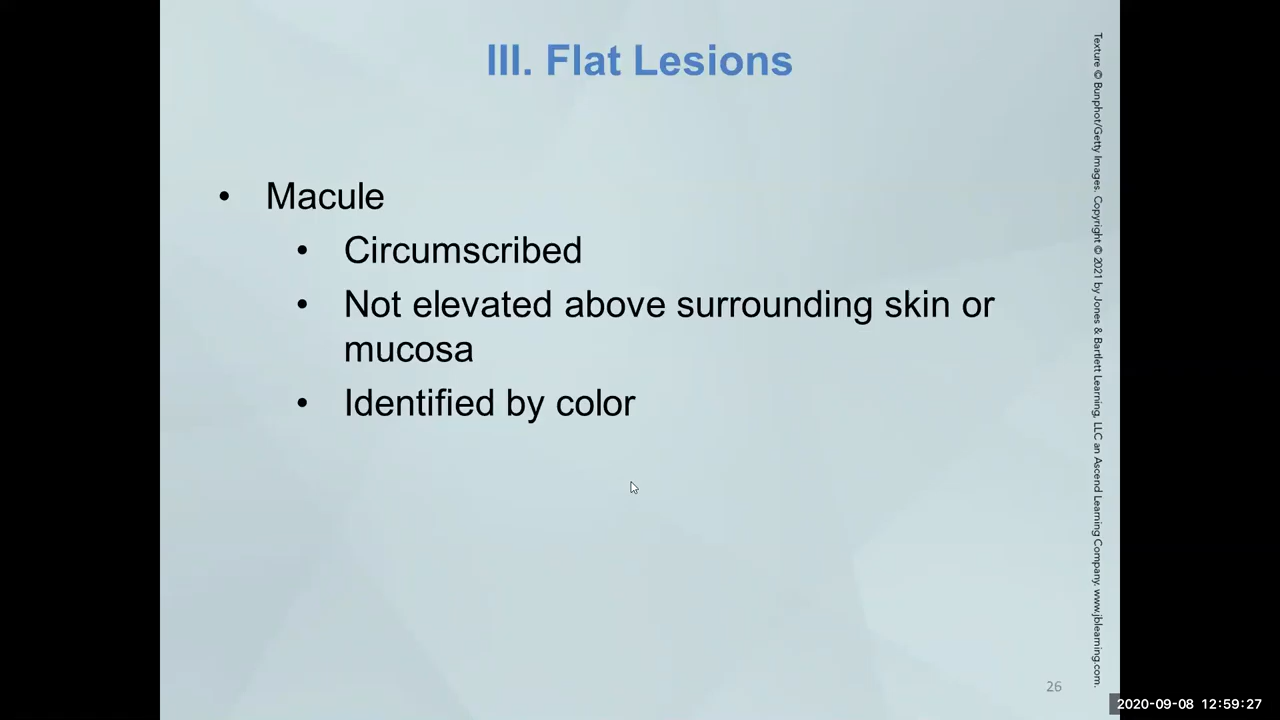 III. Flat Lesions
• Macule
• Circumscribed
• Not elevated above surrounding skin or
mucosa
• Identified by color
Texture © Bunphot/Getty Images. Copyright © 2021 by Jones & Bartlett Learning, LLC an Ascend Learning Company. www.jblearning.com.
26
2020-09-08 12:59:27